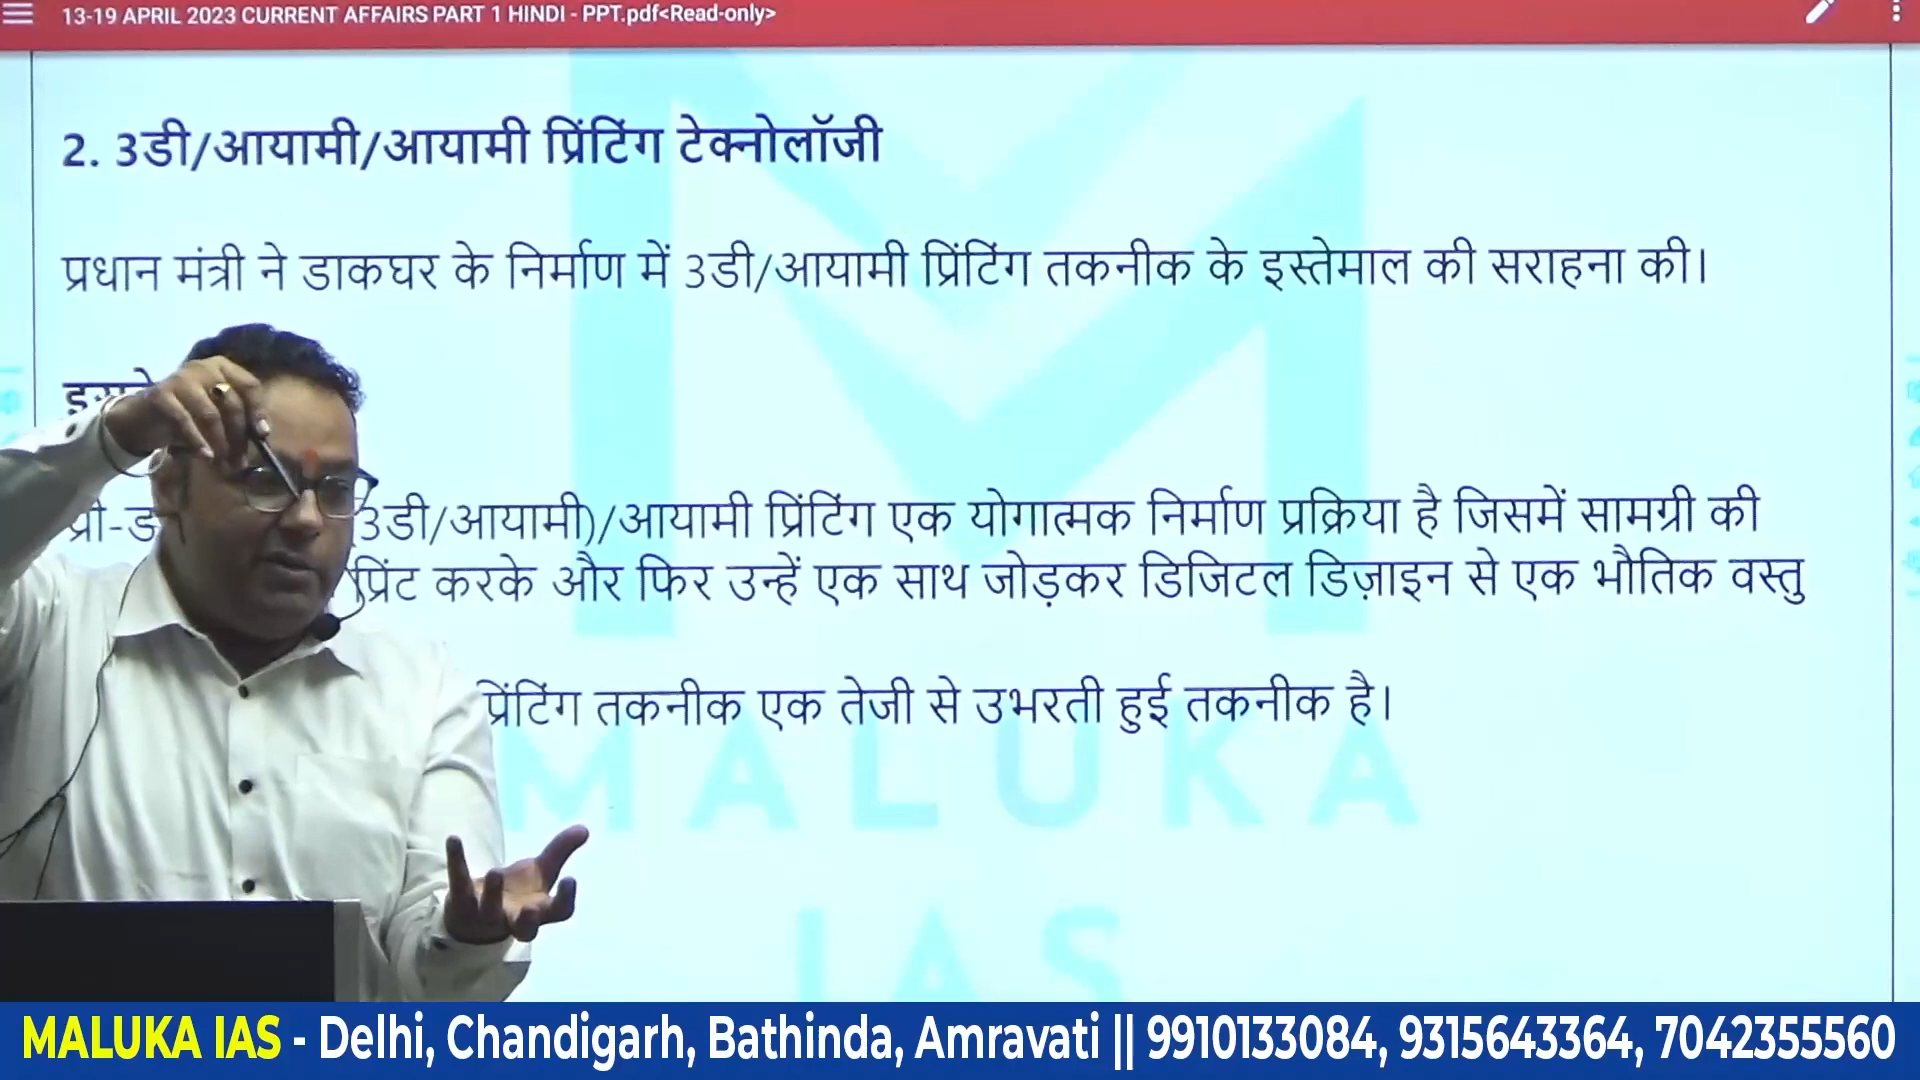 13-19 APRIL 2023 CURRENT AFFAIRS PART 1 HINDI - PPT.pdf<Read-only>
2. 3डी/आयामी/आयामी प्रिंटिंग टेक्नोलॉजी
प्रधान मंत्री ने डाकघर के निर्माण में 3डी/आयामी प्रिंटिंग तकनीक के इस्तेमाल की सराहना की।
(3डी/आयामी)/आयामी प्रिंटिंग एक योगात्मक निर्माण प्रक्रिया है जिसमें सामग्री की
प्रिंट करके और फिर उन्हें एक साथ जोड़कर डिजिटल डिज़ाइन से एक भौतिक वस्तु
प्रिंटिंग तकनीक एक तेजी से उभरती हुई तकनीक है।
MALUKA
IAS
MALUKA IAS - Delhi, Chandigarh, Bathinda, Amravati || 9910133084, 9315643364, 7042355560